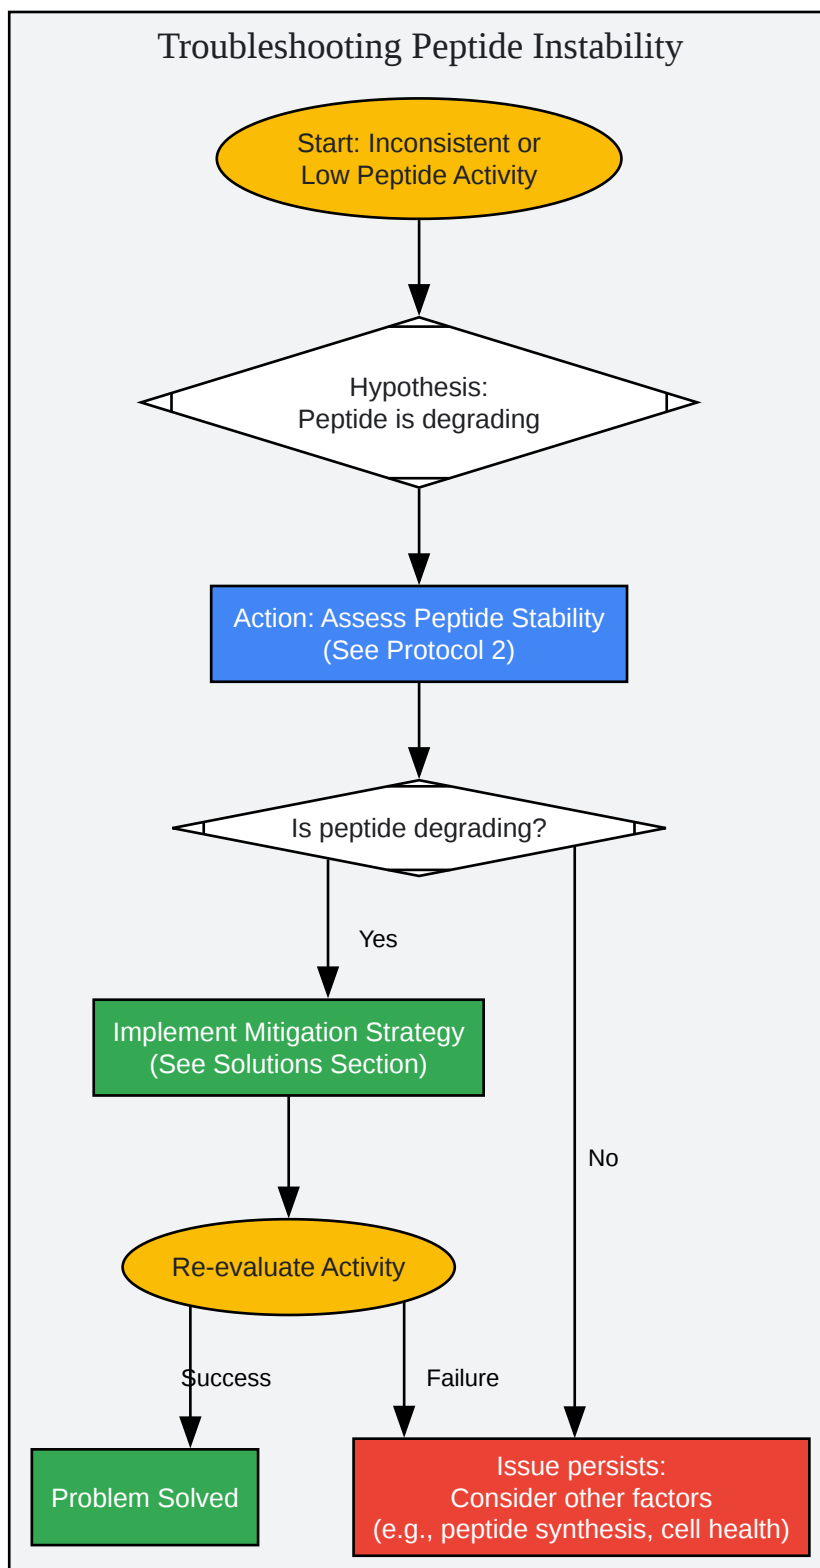 Troubleshooting Peptide Instability
Start: Inconsistent or
Low Peptide Activity
Hypothesis:
Peptide is degrading
Action: Assess Peptide Stability
(See Protocol 2)
Is peptide degrading?
Yes
Implement Mitigation Strategy
(See Solutions Section)
No
Re-evaluate Activity
Success
Failure
Problem Solved
Issue persists:
Consider other factors
(e.g., peptide synthesis, cell health)